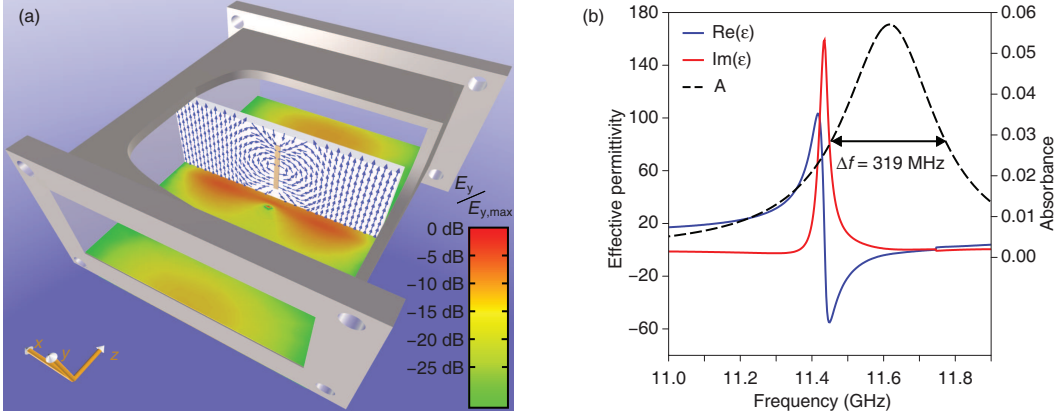 (a)
E_y / E_y,max
0 dB
−5 dB
−10 dB
−15 dB
−20 dB
−25 dB
x
y
z
(b)
180
140
100
60
20
−20
−60
Effective permittivity
Re(ε)
Im(ε)
A
Δf = 319 MHz
0.06
0.05
0.04
0.03
0.02
0.01
0.00
Absorbance
11.0
11.2
11.4
11.6
11.8
Frequency (GHz)